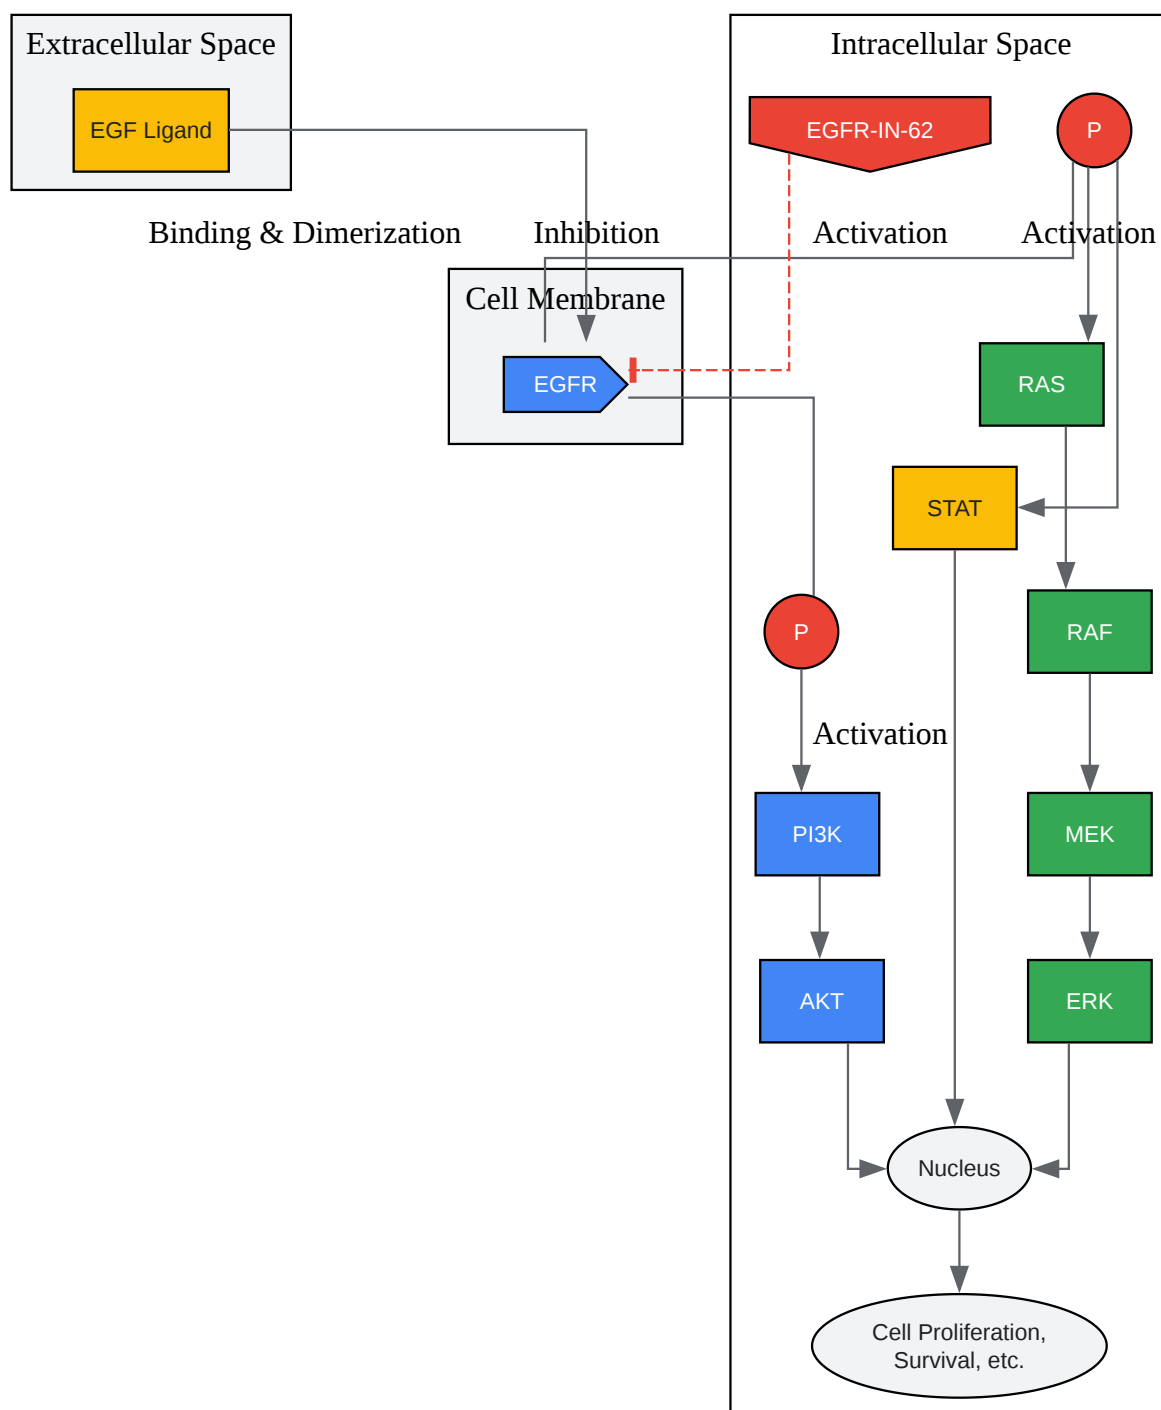 Extracellular Space
Intracellular Space
EGF Ligand
EGFR-IN-62
P
Binding & Dimerization
Inhibition
Activation
Activation
Cell Membrane
EGFR
RAS
STAT
P
RAF
Activation
PI3K
MEK
AKT
ERK
Nucleus
Cell Proliferation,
Survival, etc.